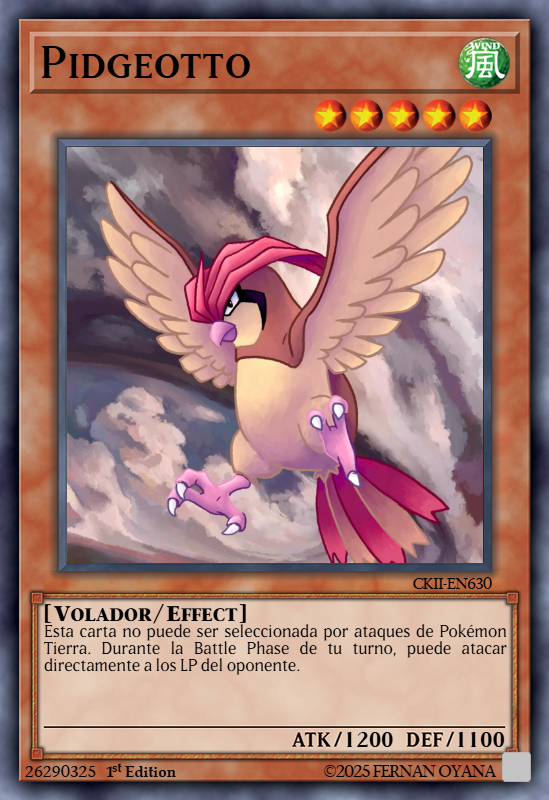 PIDGEOTTO
WIND
風
CKII-EN630
[VOLADOR/EFFECT]
Esta carta no puede ser seleccionada por ataques de Pokémon
Tierra. Durante la Battle Phase de tu turno, puede atacar
directamente a los LP del oponente.
ATK/1200 DEF/1100
26290325 1st Edition ©2025 FERNAN OYANA